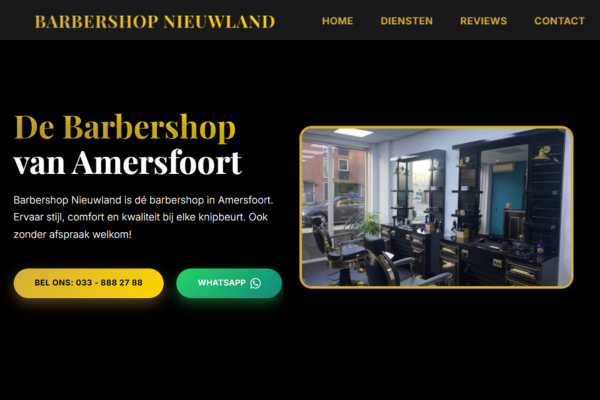 BARBERSHOP NIEUWLAND
HOME DIENSTEN REVIEWS CONTACT
De Barbershop
van Amersfoort
Barbershop Nieuwland is dé barbershop in Amersfoort.
Ervaar stijl, comfort en kwaliteit bij elke knipbeurt. Ook
zonder afspraak welkom!
BEL ONS: 033 - 888 27 88
WHATSAPP